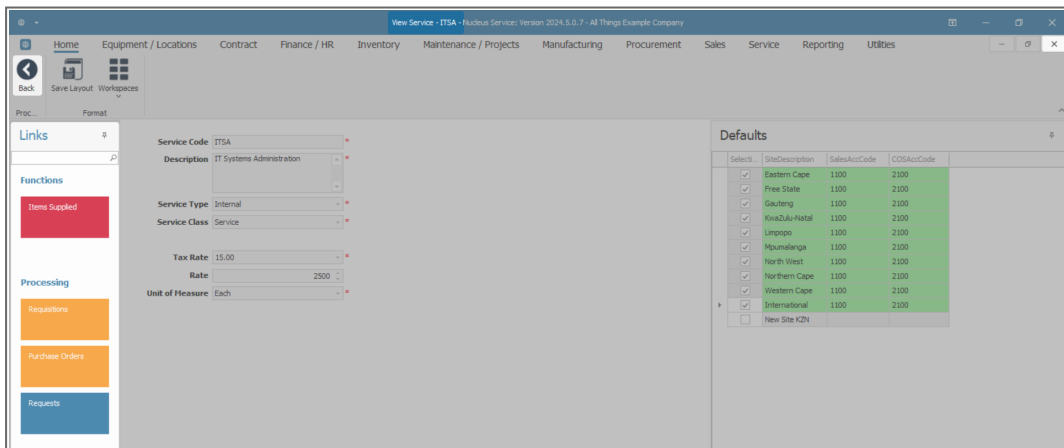 View Service - ITSA - Nucleus Service: Version 2024.5.0.7 - All Things Example Company
Home Equipment / Locations Contract Finance / HR Inventory Maintenance / Projects Manufacturing Procurement Sales Service Reporting Utilities
Back Save Layout Workspaces
Proc... Format
Links
Functions
Items Supplied
Processing
Requisitions
Purchase Orders
Requests
Service Code ITSA *
Description IT Systems Administration *
Service Type Internal *
Service Class Service *
Tax Rate 15.00 *
Rate 2500
Unit of Measure Each *
Defaults
Selecti... SiteDescription SalesAccCode COSAccCode
Eastern Cape 1100 2100
Free State 1100 2100
Gauteng 1100 2100
KwaZulu-Natal 1100 2100
Limpopo 1100 2100
Mpumalanga 1100 2100
North West 1100 2100
Northern Cape 1100 2100
Western Cape 1100 2100
International 1100 2100
New Site KZN